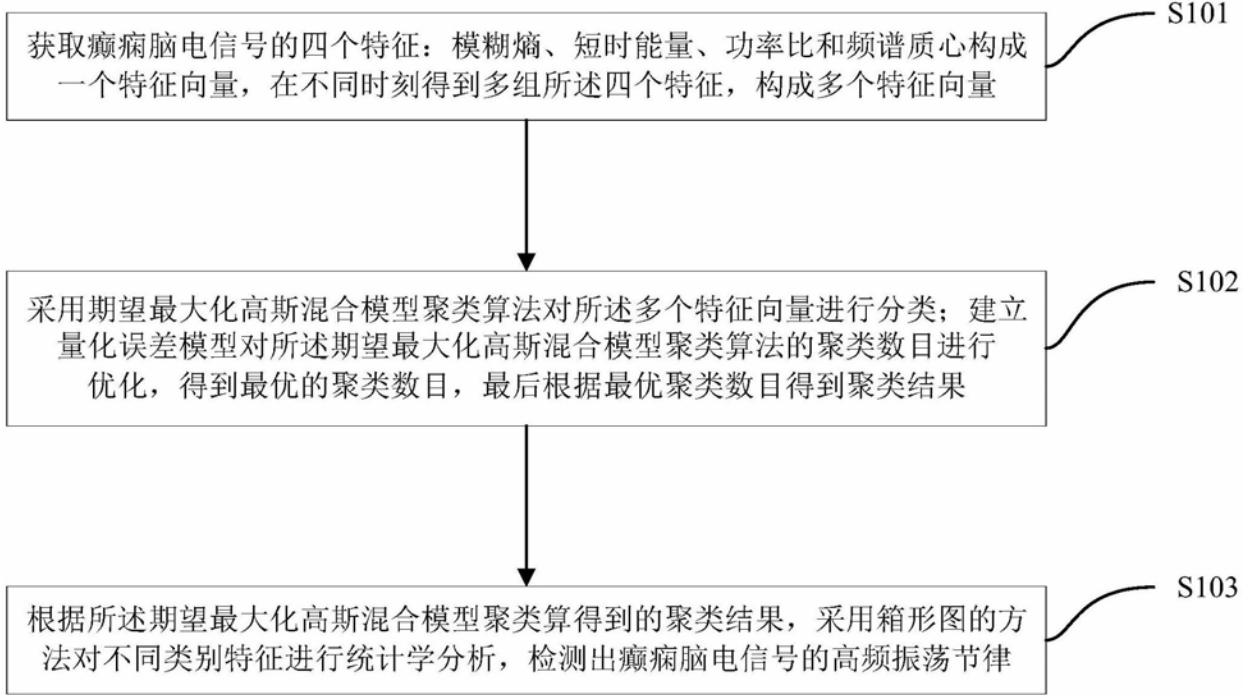 S101
获取癫痫脑电信号的四个特征：模糊熵、短时能量、功率比和频谱质心构成
一个特征向量，在不同时刻得到多组所述四个特征，构成多个特征向量
S102
采用期望最大化高斯混合模型聚类算法对所述多个特征向量进行分类；建立
量化误差模型对所述期望最大化高斯混合模型聚类算法的聚类数目进行
优化，得到最优的聚类数目，最后根据最优聚类数目得到聚类结果
S103
根据所述期望最大化高斯混合模型聚类算得到的聚类结果，采用箱形图的方
法对不同类别特征进行统计学分析，检测出癫痫脑电信号的高频振荡节律